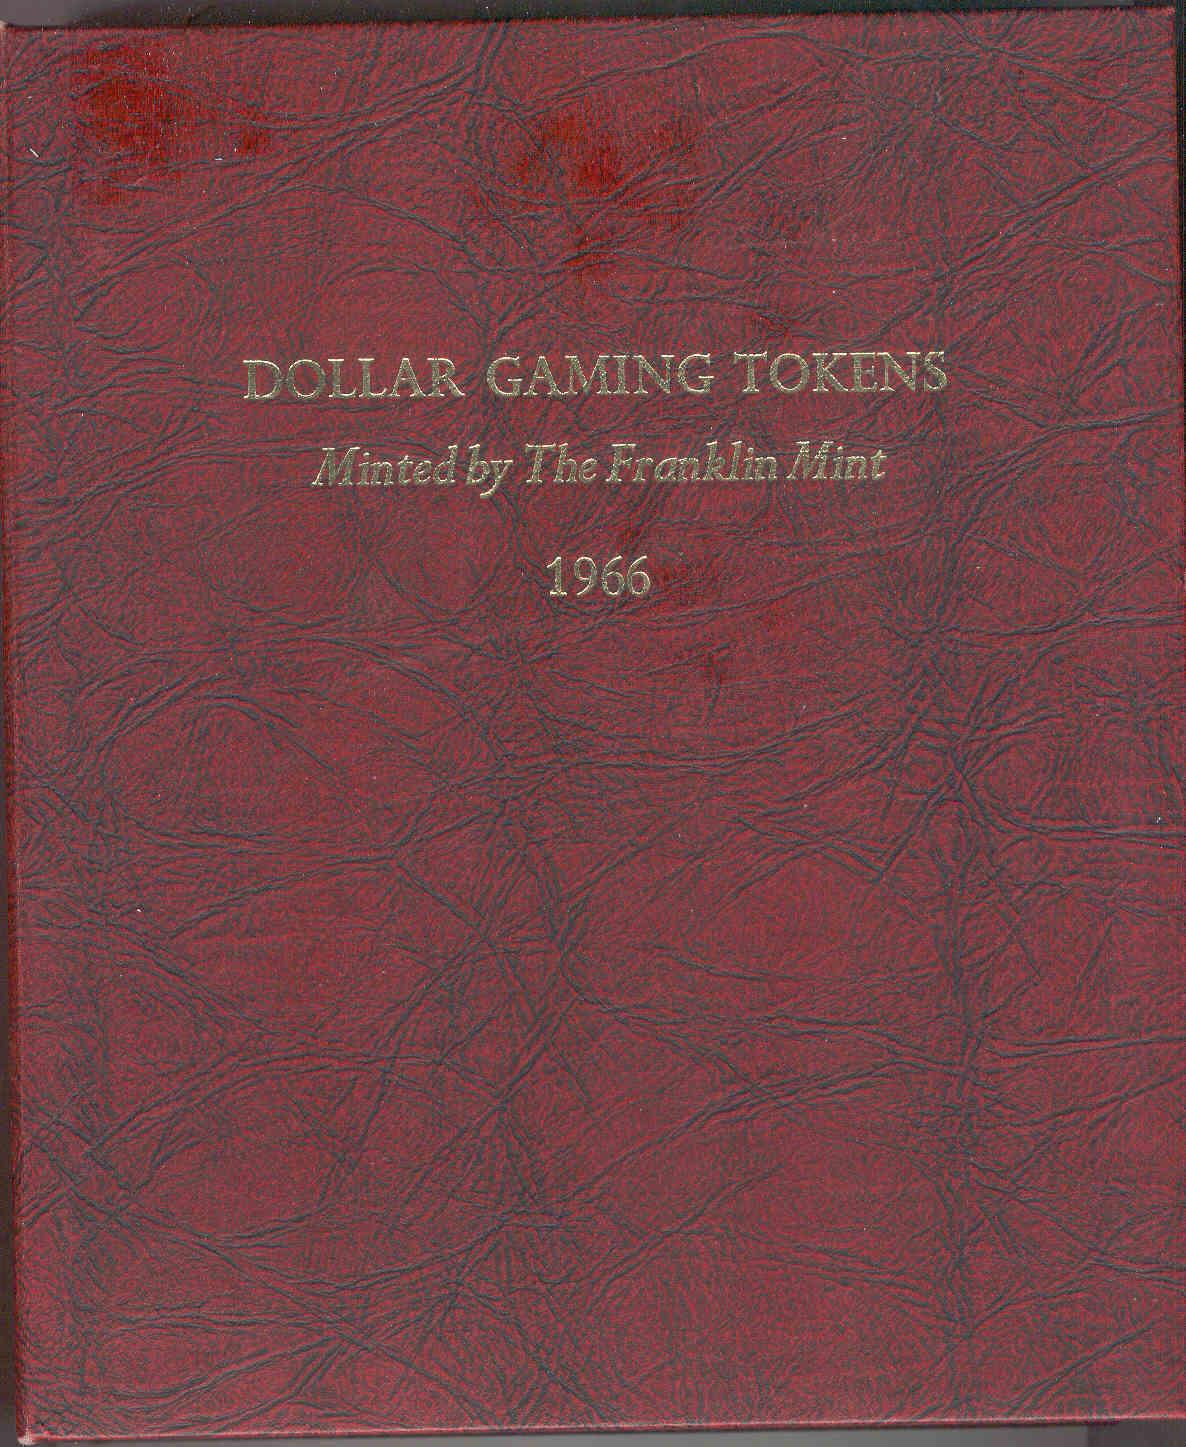 DOLLAR GAMING TOKENS
Minted by The Franklin Mint
1966